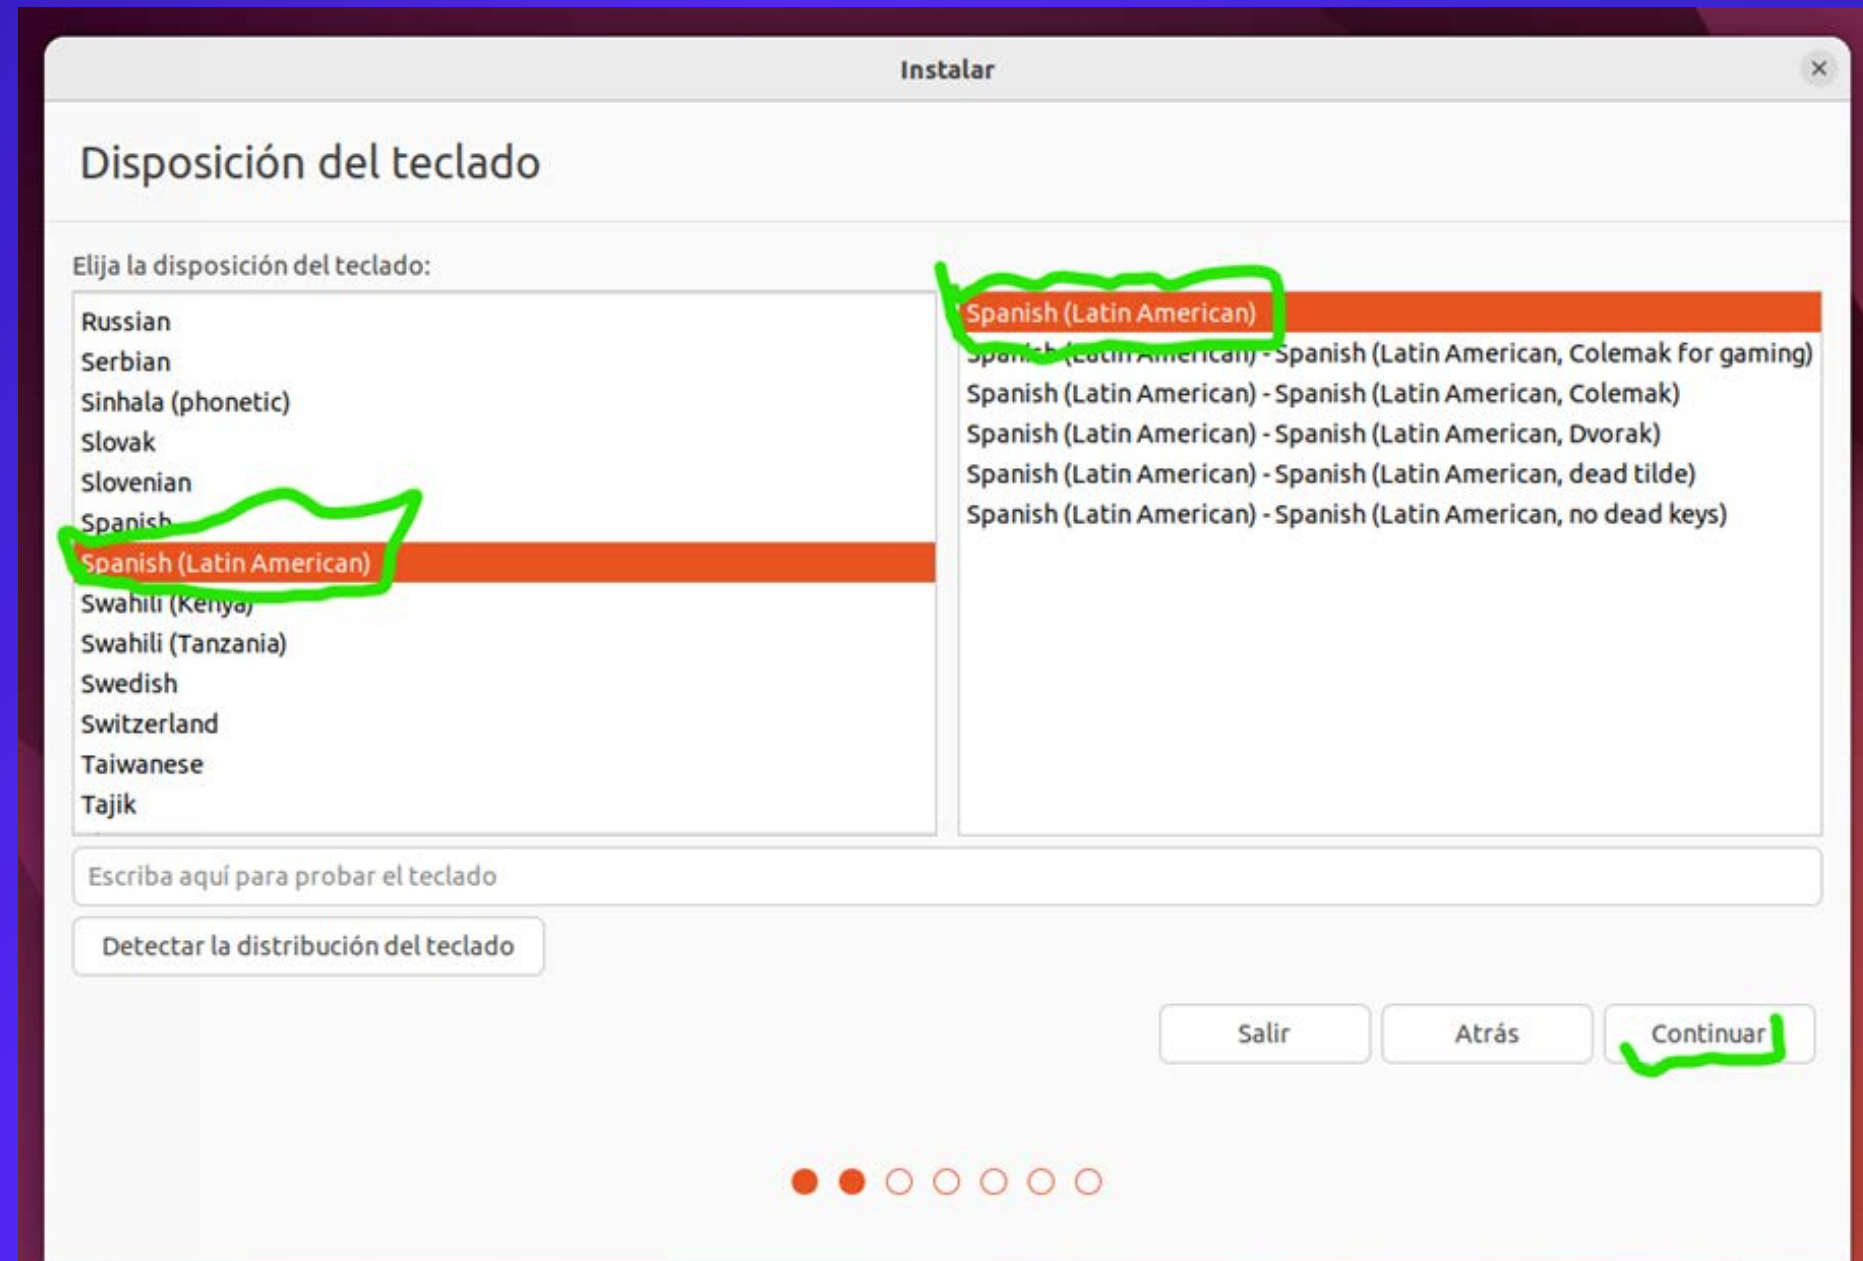 Instalar
Disposición del teclado
Elija la disposición del teclado:
Russian
Serbian
Sinhala (phonetic)
Slovak
Slovenian
Spanish
Spanish (Latin American)
Swahili (Kenya)
Swahili (Tanzania)
Swedish
Switzerland
Taiwanese
Tajik
Spanish (Latin American)
Spanish (Latin American) - Spanish (Latin American, Colemak for gaming)
Spanish (Latin American) - Spanish (Latin American, Colemak)
Spanish (Latin American) - Spanish (Latin American, Dvorak)
Spanish (Latin American) - Spanish (Latin American, dead tilde)
Spanish (Latin American) - Spanish (Latin American, no dead keys)
Escriba aquí para probar el teclado
Detectar la distribución del teclado
Salir
Atrás
Continuar